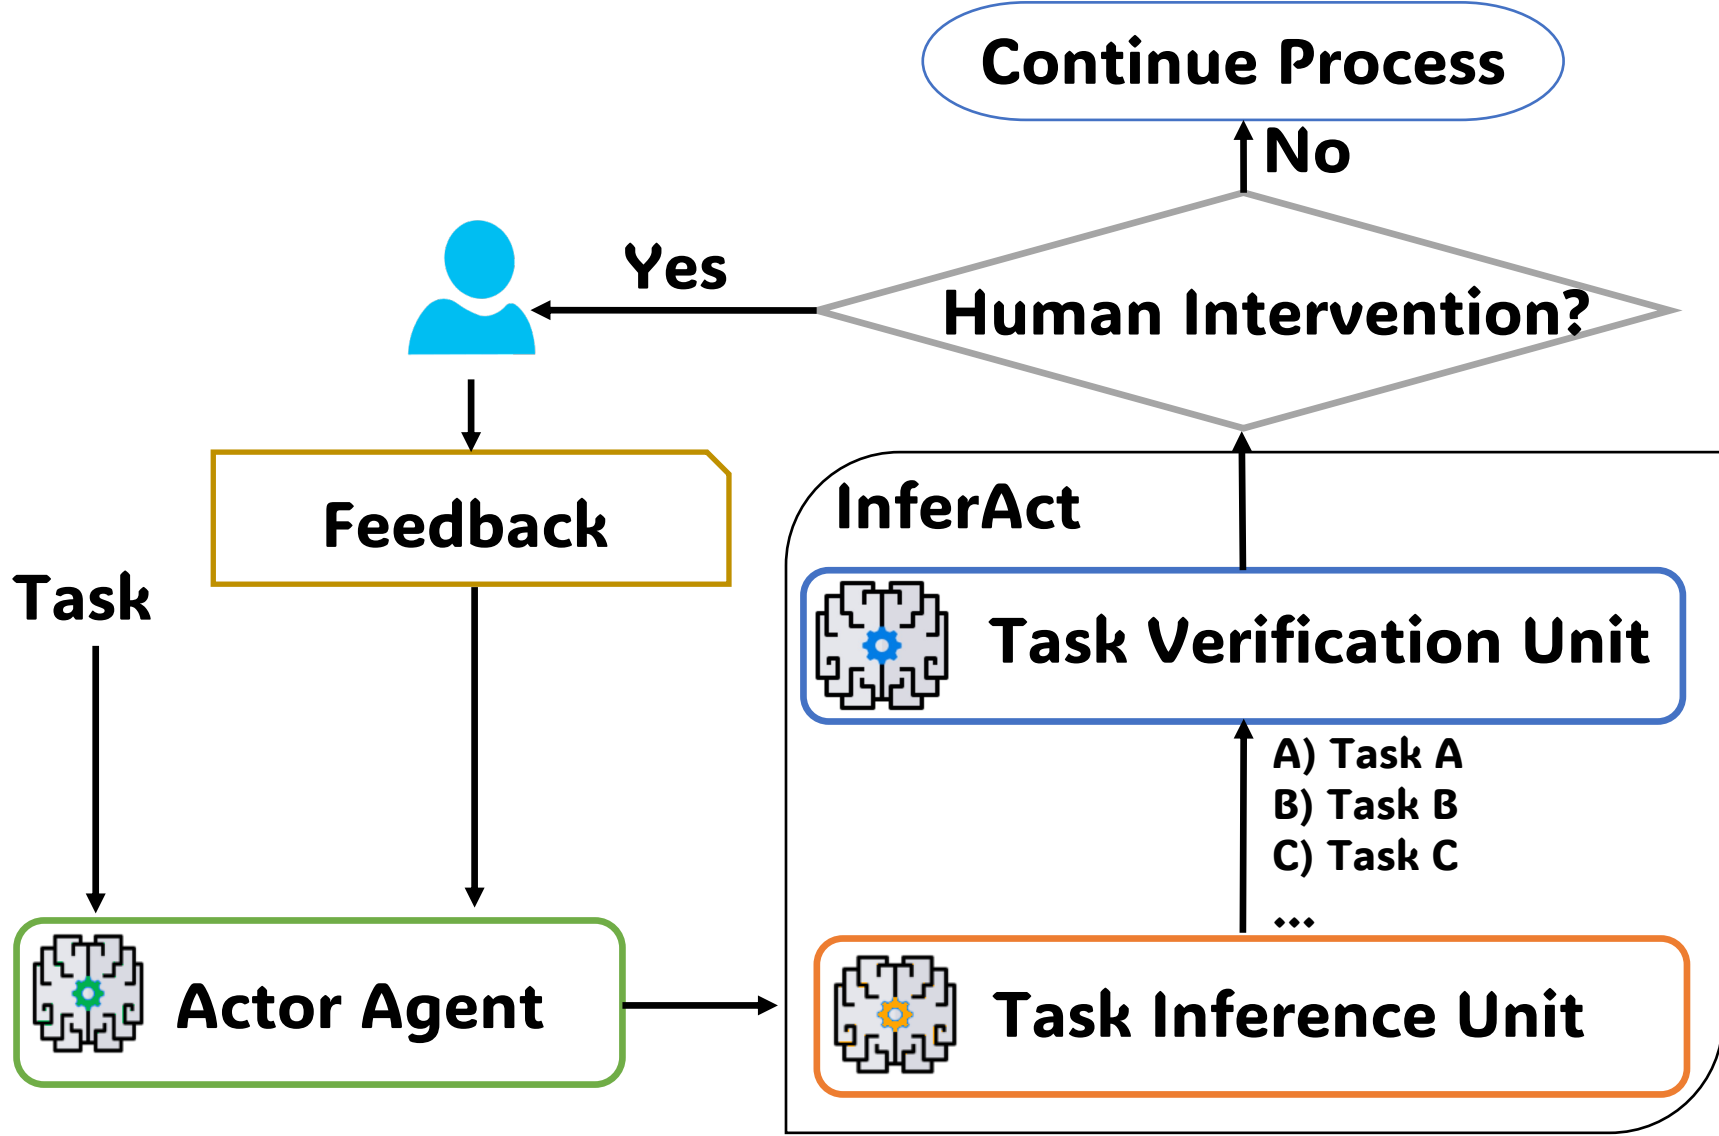 Continue Process
No
Yes
Human Intervention?
Feedback
InferAct
Task
Task Verification Unit
A) Task A
B) Task B
C) Task C
...
Actor Agent
Task Inference Unit